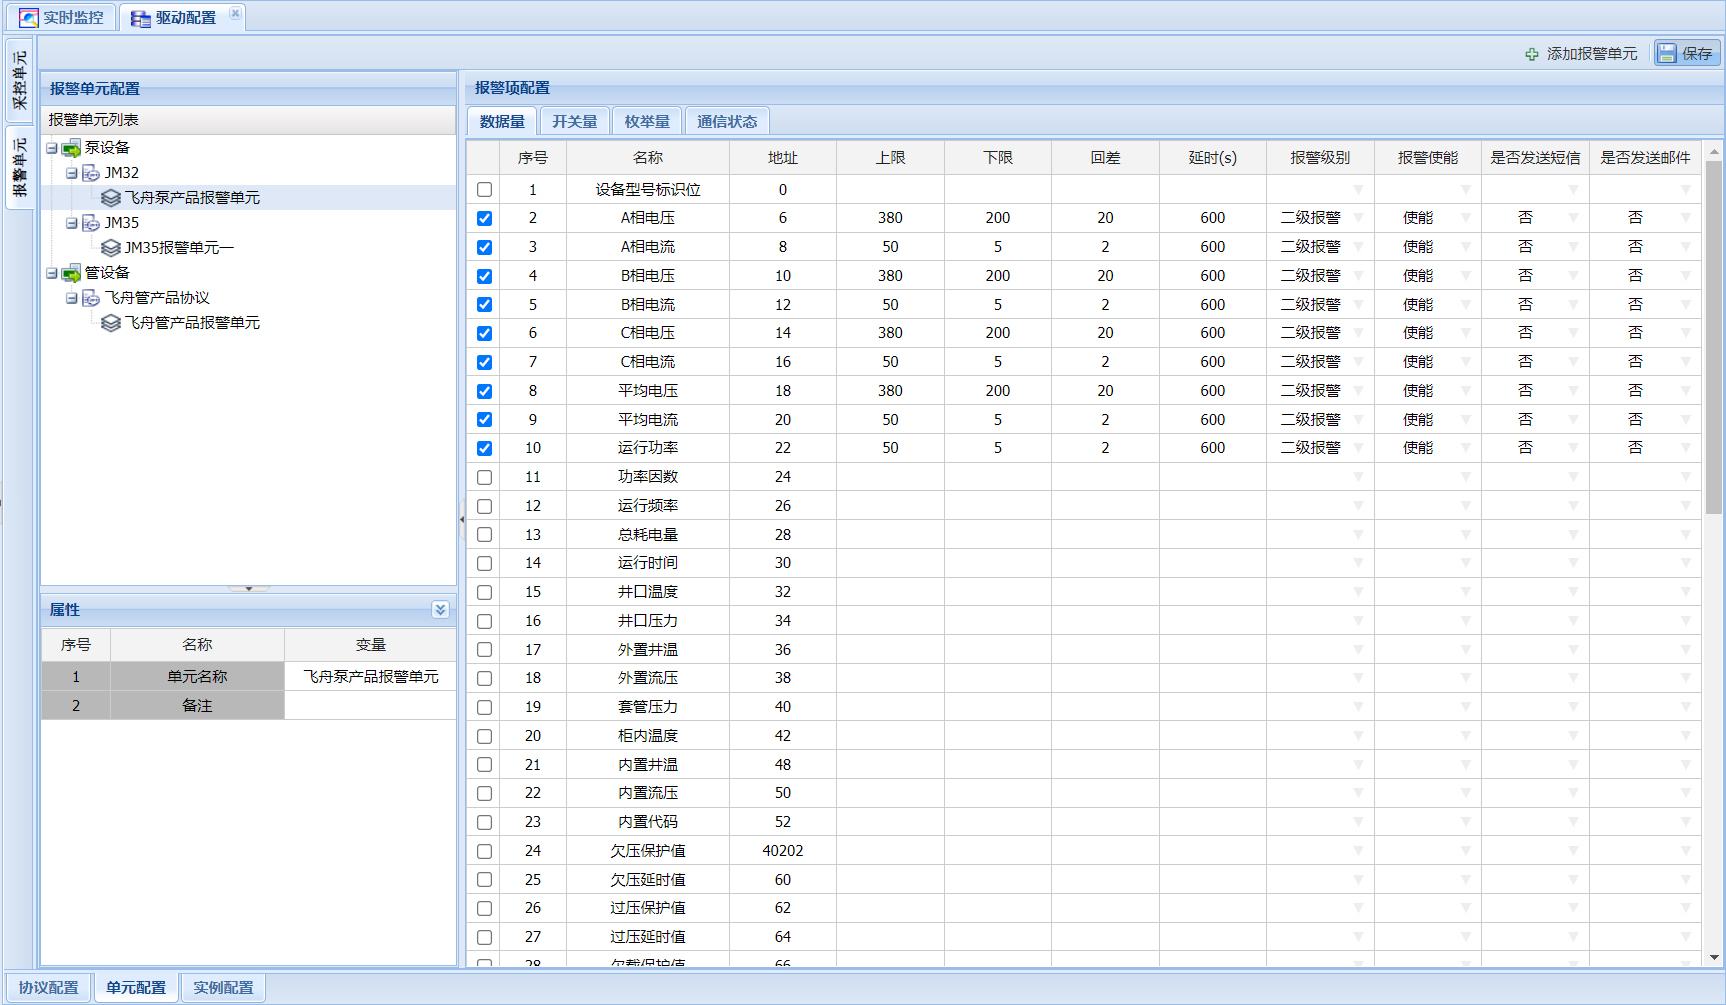 实时监控 驱动配置
添加报警单元 保存
采控单元
报警单元
报警单元配置
报警单元列表
泵设备
JM32
飞舟泵产品报警单元
JM35
JM35报警单元一
管设备
飞舟管产品协议
飞舟管产品报警单元
属性
序号 名称 变量
1 单元名称 飞舟泵产品报警单元
2 备注
报警项配置
数据量 开关量 枚举量 通信状态
序号 名称 地址 上限 下限 回差 延时(s) 报警级别 报警使能 是否发送短信 是否发送邮件
1 设备型号标识位 0
2 A相电压 6 380 200 20 600 二级报警 使能 否 否
3 A相电流 8 50 5 2 600 二级报警 使能 否 否
4 B相电压 10 380 200 20 600 二级报警 使能 否 否
5 B相电流 12 50 5 2 600 二级报警 使能 否 否
6 C相电压 14 380 200 20 600 二级报警 使能 否 否
7 C相电流 16 50 5 2 600 二级报警 使能 否 否
8 平均电压 18 380 200 20 600 二级报警 使能 否 否
9 平均电流 20 50 5 2 600 二级报警 使能 否 否
10 运行功率 22 50 5 2 600 二级报警 使能 否 否
11 功率因数 24
12 运行频率 26
13 总耗电量 28
14 运行时间 30
15 井口温度 32
16 井口压力 34
17 外置井温 36
18 外置流压 38
19 套管压力 40
20 柜内温度 42
21 内置井温 48
22 内置流压 50
23 内置代码 52
24 欠压保护值 40202
25 欠压延时值 60
26 过压保护值 62
27 过压延时值 64
28 欠载保护值 66
协议配置 单元配置 实例配置